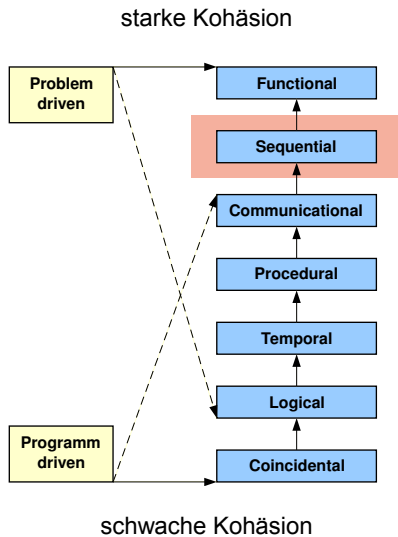 starke Kohäsion
Problem
driven
Functional
Sequential
Communicational
Procedural
Temporal
Logical
Programm
driven
Coincidental
schwache Kohäsion